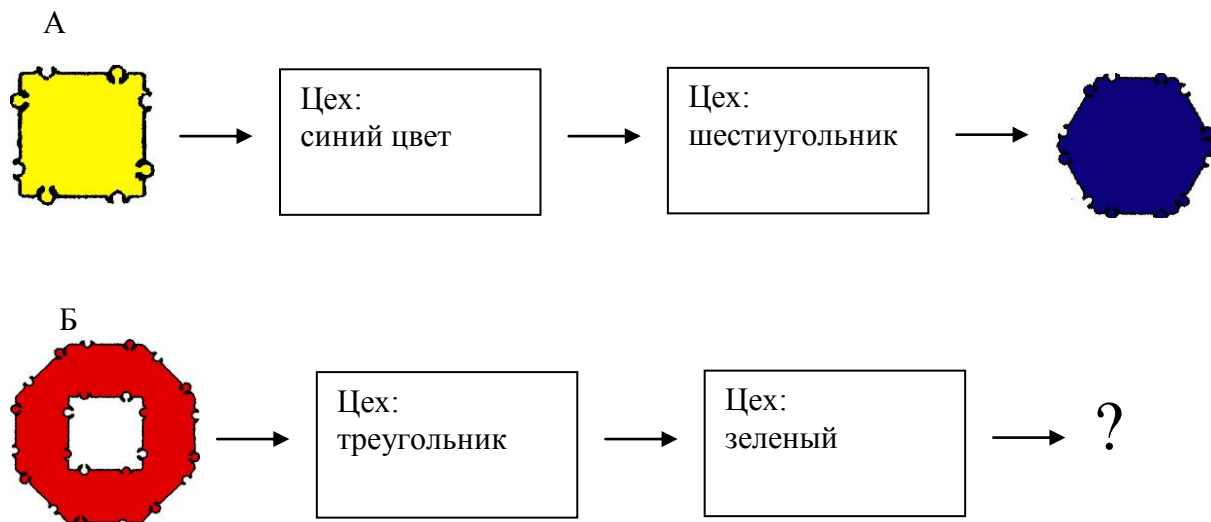 А
Цех:
синий цвет
Цех:
шестиугольник
Б
Цех:
треугольник
Цех:
зеленый
?